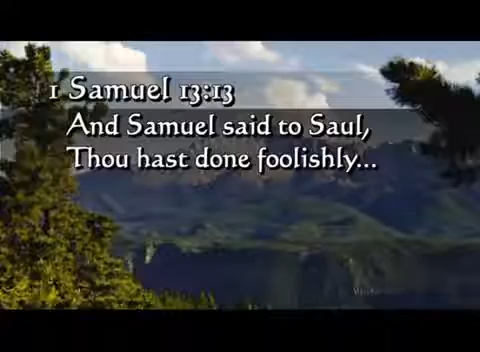 1 Samuel 13:13
And Samuel said to Saul,
Thou hast done foolishly...